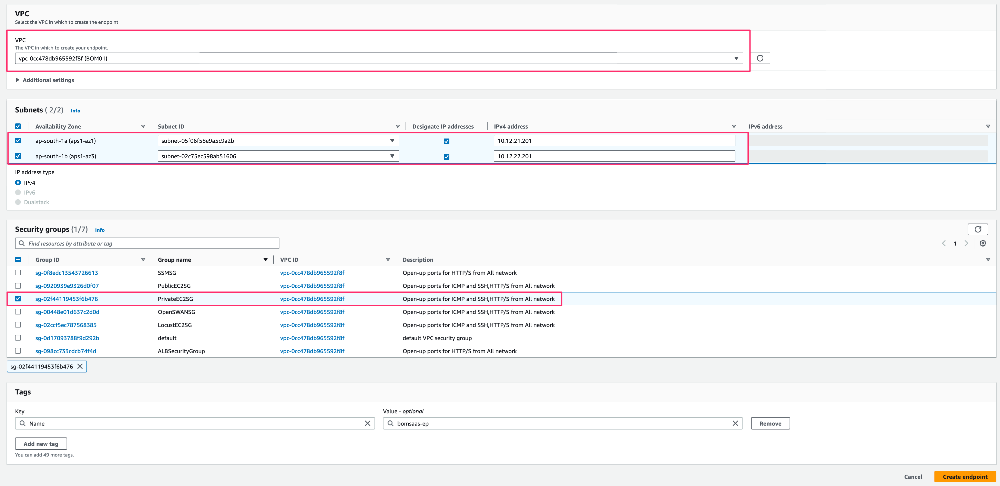 VPC
Select the VPC in which to create the endpoint
VPC
The VPC in which to create your endpoint.
vpc-0cc478db965592f8f (BOM01)
Additional settings
Subnets ( 2/2) Info
Availability Zone Subnet ID Designate IP addresses IPv4 address IPv6 address
ap-south-1a (aps1-az1) subnet-05f06f58e9a5c9a2b 10.12.21.201
ap-south-1b (aps1-az3) subnet-02c75ec598ab51606 10.12.22.201
IP address type
IPv4
IPv6
Dualstack
Security groups (1/7) Info
Find resources by attribute or tag 1
Group ID Group name VPC ID Description
sg-0f8edc13543726613 SSMSG vpc-0cc478db965592f8f Open-up ports for HTTP/S from All network
sg-0920939e9326d0f07 PublicEC2SG vpc-0cc478db965592f8f Open-up ports for ICMP and SSH,HTTP/S from All network
sg-02f44119453f6b476 PrivateEC2SG vpc-0cc478db965592f8f Open-up ports for ICMP and SSH,HTTP/S from All network
sg-00448e01d637c2d0d OpenSWANSG vpc-0cc478db965592f8f Open-up ports for ICMP and SSH,HTTP/S from All network
sg-02ccf5ec787568385 LocustEC2SG vpc-0cc478db965592f8f Open-up ports for ICMP and SSH,HTTP/S from All network
sg-0d17093788f9d292b default vpc-0cc478db965592f8f default VPC security group
sg-098cc733cdcb74f4d ALBSecurityGroup vpc-0cc478db965592f8f Open-up ports for HTTP/S from All network
sg-02f44119453f6b476
Tags
Key Value - optional
Name bomsaas-ep Remove
Add new tag
You can add 49 more tags.
Cancel Create endpoint